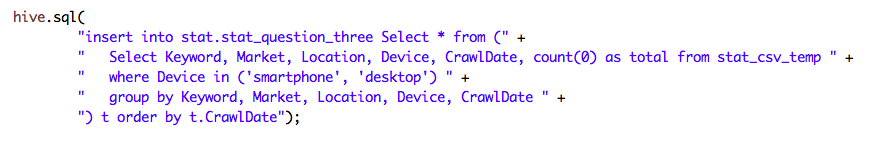 hive.sql(
"insert into stat.stat_question_three Select * from (" +
"   Select Keyword, Market, Location, Device, CrawlDate, count(0) as total from stat_csv_temp " +
"   where Device in ('smartphone', 'desktop') " +
"   group by Keyword, Market, Location, Device, CrawlDate " +
") t order by t.CrawlDate");